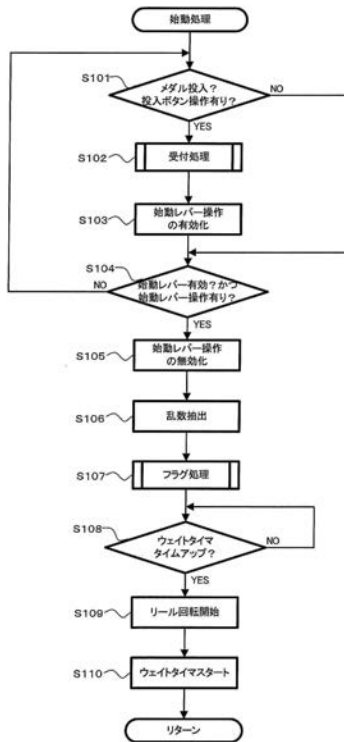 始動処理
S101
メダル投入？
投入ボタン操作有り？
NO
YES
S102
受付処理
S103
始動レバー操作
の有効化
S104
始動レバー有効？かつ
始動レバー操作有り？
NO
YES
S105
始動レバー操作
の無効化
S106
乱数抽出
S107
フラグ処理
S108
ウェイトタイマ
タイムアップ？
NO
YES
S109
リール回転開始
S110
ウェイトタイマスタート
リターン